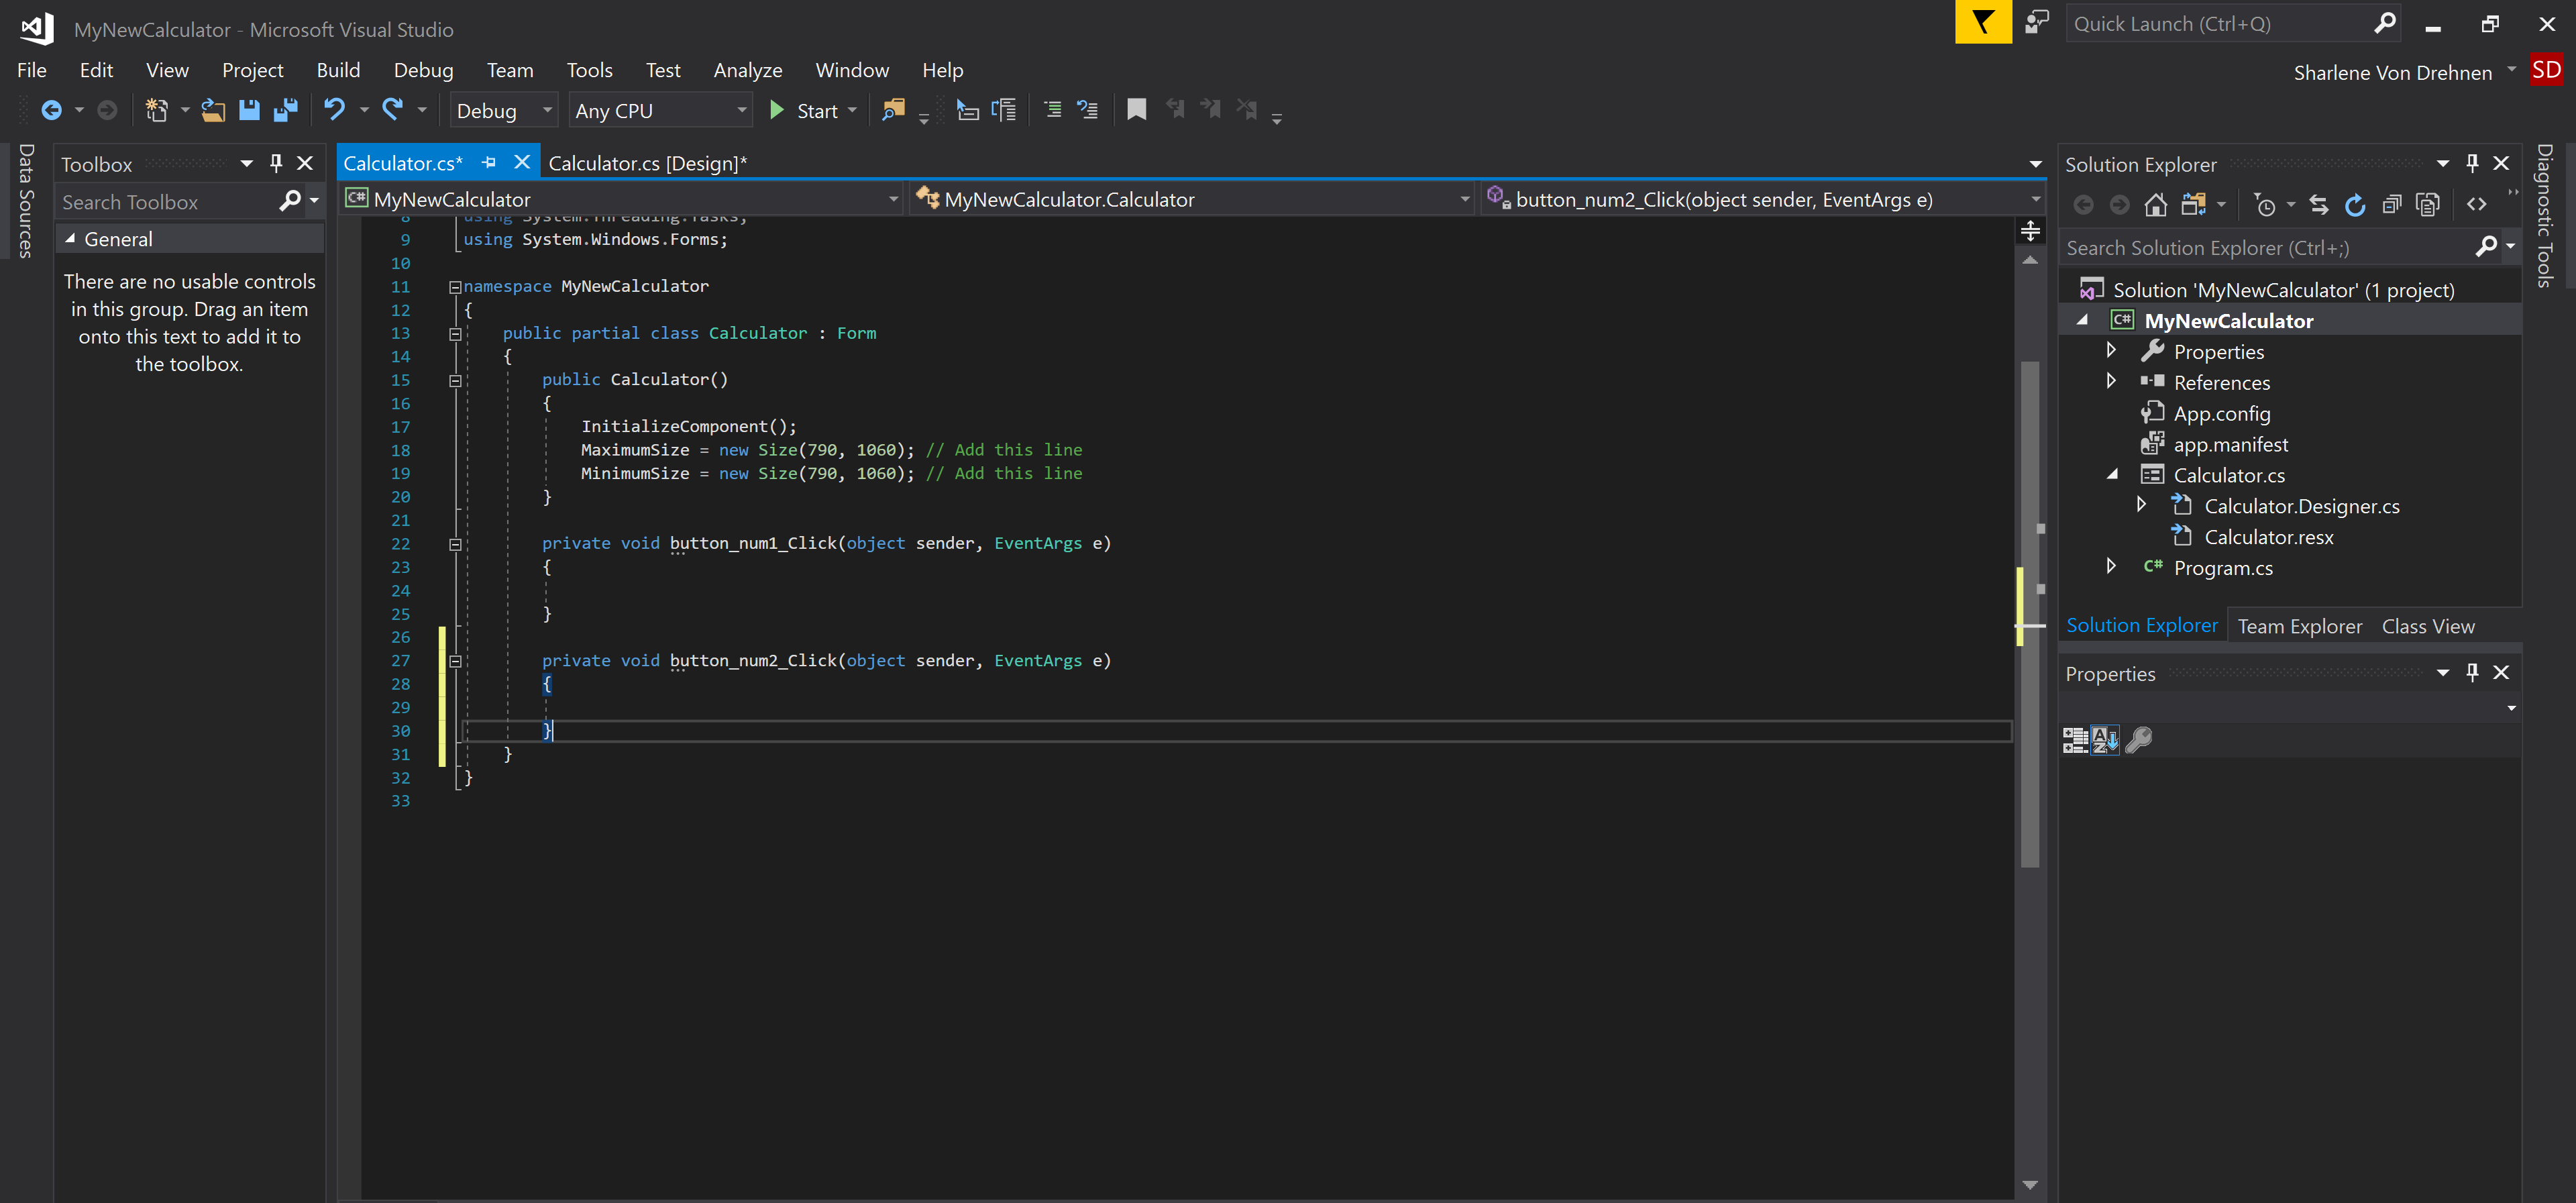 MyNewCalculator - Microsoft Visual Studio
Quick Launch (Ctrl+Q)
File Edit View Project Build Debug Team Tools Test Analyze Window Help
Sharlene Von Drehnen SD
Debug Any CPU Start
Data Sources
Toolbox
Search Toolbox
General
There are no usable controls
in this group. Drag an item
onto this text to add it to
the toolbox.
Calculator.cs* Calculator.cs [Design]*
MyNewCalculator MyNewCalculator.Calculator button_num2_Click(object sender, EventArgs e)
8 using System.Threading.Tasks;
9 using System.Windows.Forms;
10
11 namespace MyNewCalculator
12 {
13 public partial class Calculator : Form
14 {
15 public Calculator()
16 {
17 InitializeComponent();
18 MaximumSize = new Size(790, 1060); // Add this line
19 MinimumSize = new Size(790, 1060); // Add this line
20 }
21
22 private void button_num1_Click(object sender, EventArgs e)
23 {
24
25 }
26
27 private void button_num2_Click(object sender, EventArgs e)
28 {
29
30 }
31 }
32 }
33
Solution Explorer
Search Solution Explorer (Ctrl+;)
Solution 'MyNewCalculator' (1 project)
C# MyNewCalculator
Properties
References
App.config
app.manifest
Calculator.cs
Calculator.Designer.cs
Calculator.resx
C# Program.cs
Solution Explorer Team Explorer Class View
Properties
Diagnostic Tools